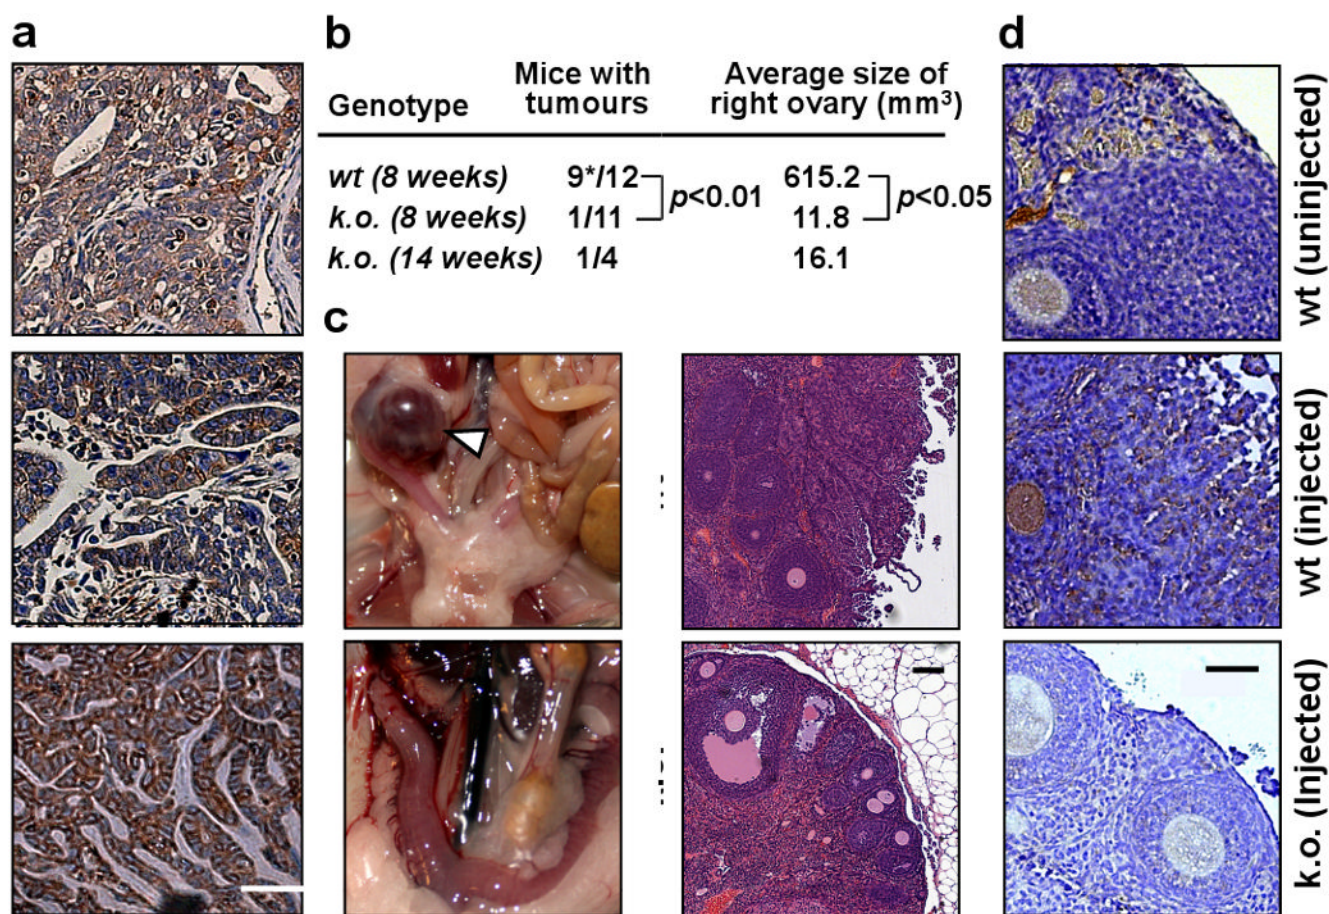 a
b
Genotype
Mice with
tumours
Average size of
right ovary (mm³)
wt (8 weeks)
9*/12
p<0.01
615.2
p<0.05
k.o. (8 weeks)
1/11
11.8
k.o. (14 weeks)
1/4
16.1
c
d
wt (uninjected)
wt (injected)
k.o. (Injected)